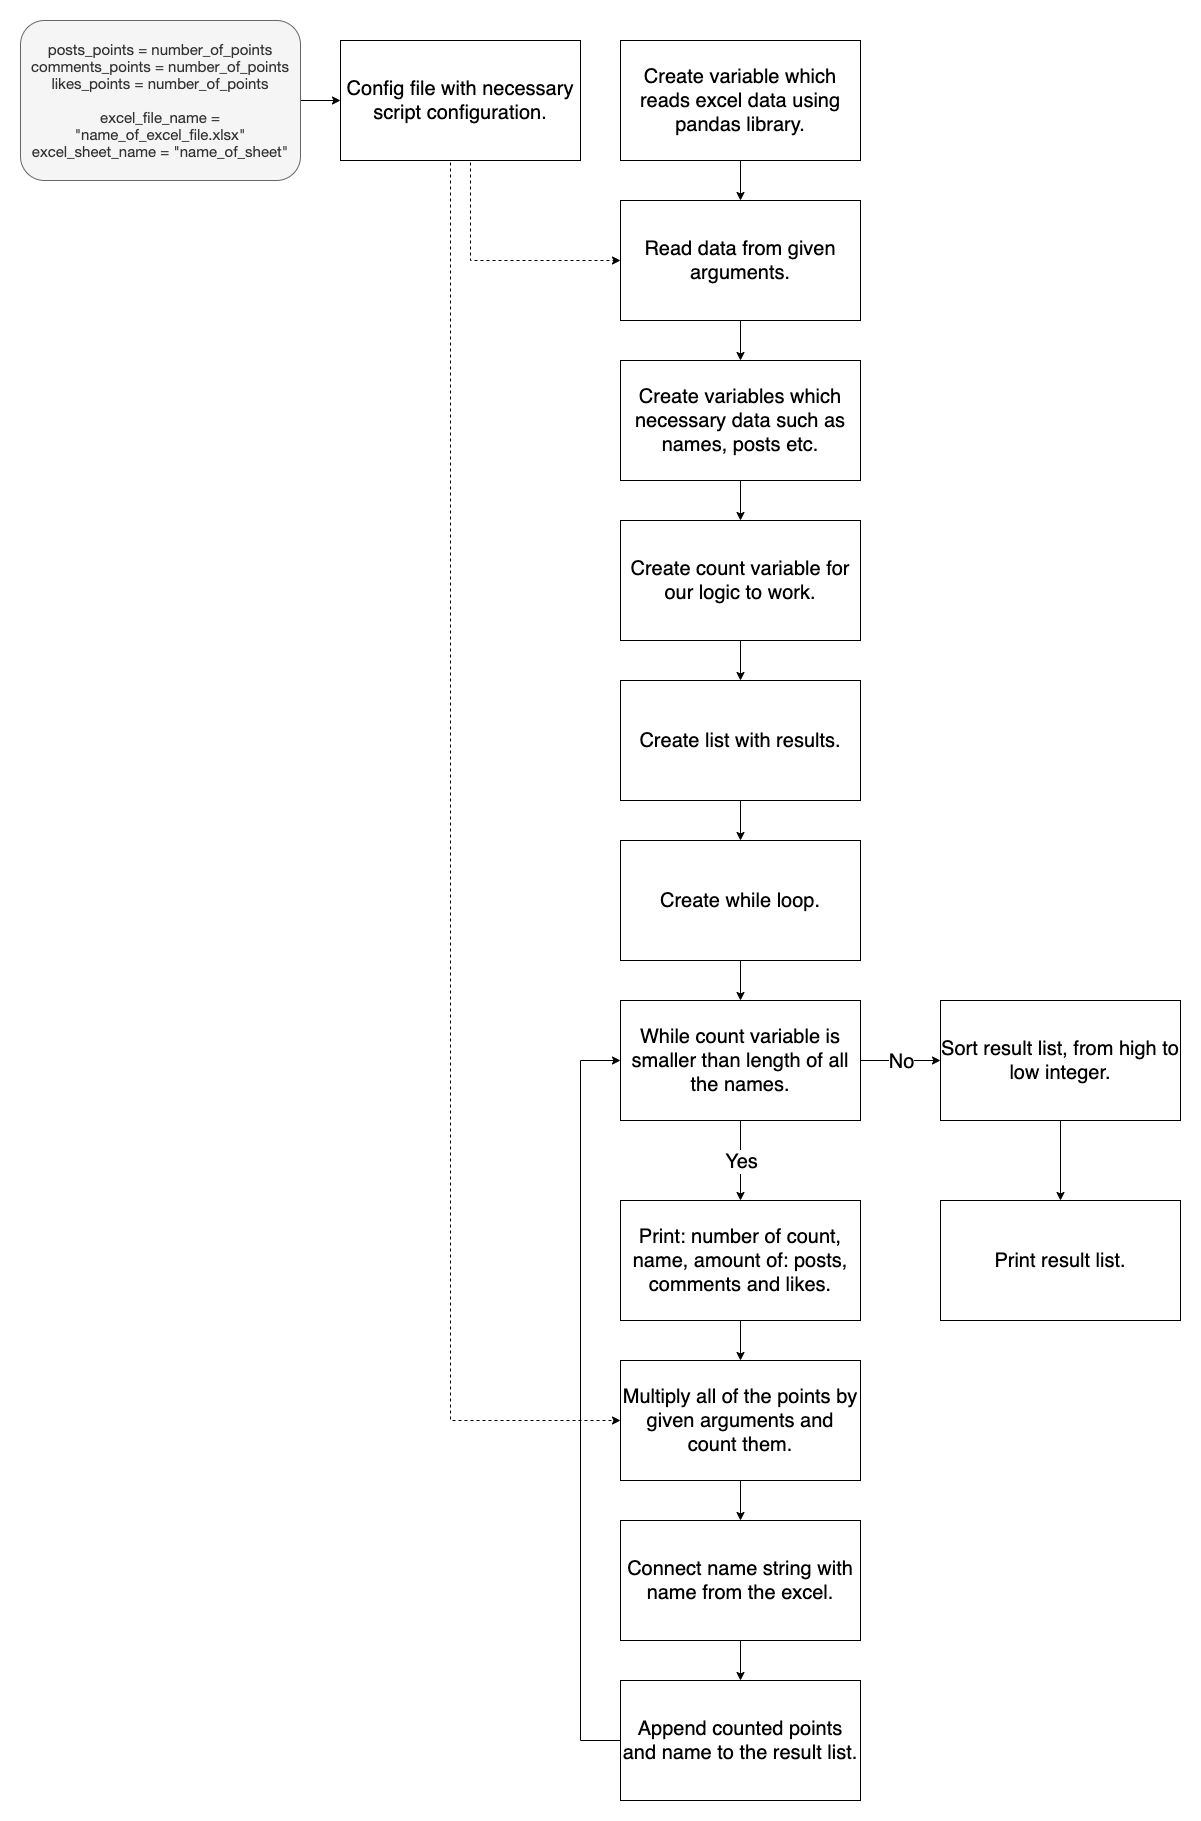 posts_points = number_of_points
comments_points = number_of_points
likes_points = number_of_points
excel_file_name =
"name_of_excel_file.xlsx"
excel_sheet_name = "name_of_sheet"
Config file with necessary
script configuration.
Create variable which
reads excel data using
pandas library.
Read data from given
arguments.
Create variables which
necessary data such as
names, posts etc.
Create count variable for
our logic to work.
Create list with results.
Create while loop.
While count variable is
smaller than length of all
the names.
No
Sort result list, from high to
low integer.
Yes
Print: number of count,
name, amount of: posts,
comments and likes.
Print result list.
Multiply all of the points by
given arguments and
count them.
Connect name string with
name from the excel.
Append counted points
and name to the result list.